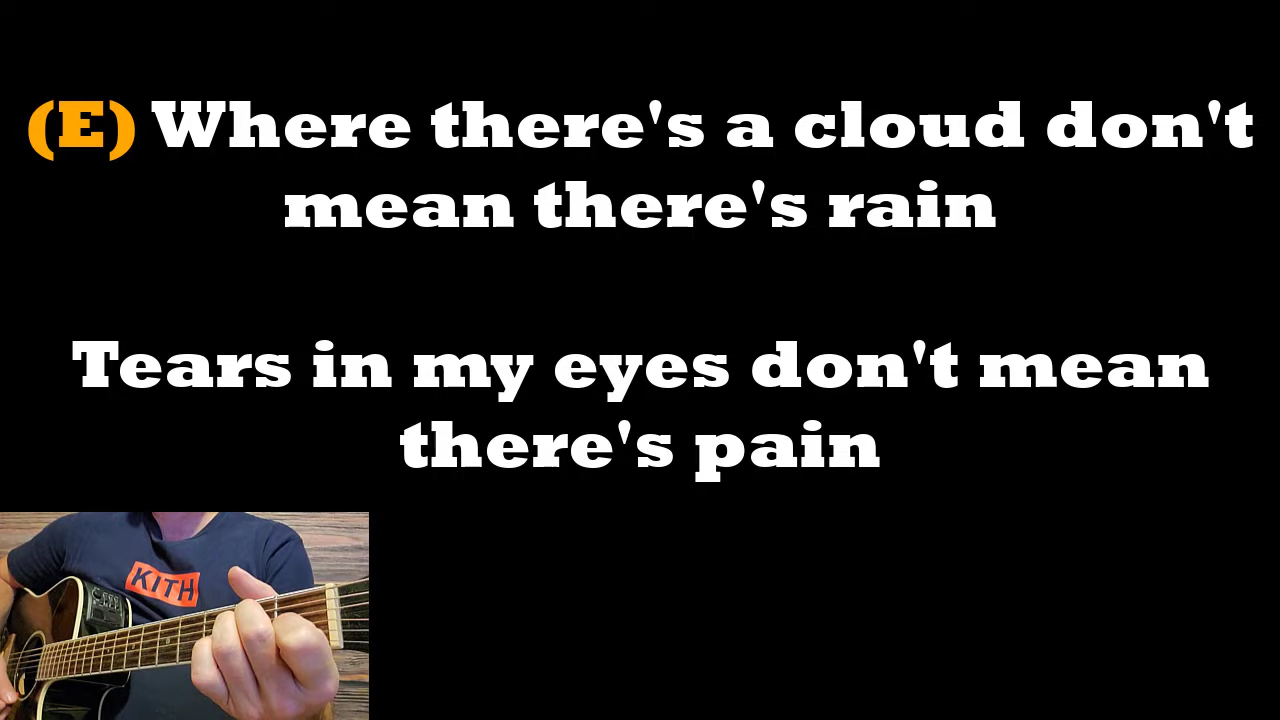 (E) Where there's a cloud don't
mean there's rain
Tears in my eyes don't mean
there's pain
KITH